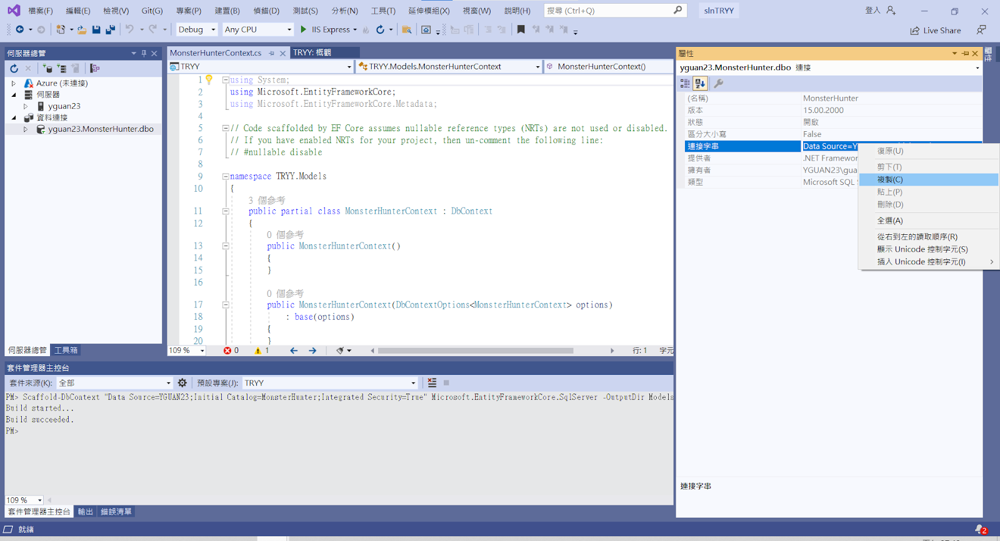 檔案(F) 編輯(E) 檢視(V) Git(G) 專案(P) 建置(B) 偵錯(D) 測試(S) 分析(N) 工具(T) 延伸模組(X) 視窗(W) 說明(H) 搜尋 (Ctrl+Q) slnTRYY 登入
Debug Any CPU IIS Express Live Share
伺服器總管
Azure (未連接)
伺服器
yguan23
資料連接
yguan23.MonsterHunter.dbo
伺服器總管 工具箱
MonsterHunterContext.cs TRYY: 概觀
TRYY TRYY.Models.MonsterHunterContext MonsterHunterContext()
1 using System;
2 using Microsoft.EntityFrameworkCore;
3 using Microsoft.EntityFrameworkCore.Metadata;
4
5 // Code scaffolded by EF Core assumes nullable reference types (NRTs) are not used or disabled.
6 // If you have enabled NRTs for your project, then un-comment the following line:
7 // #nullable disable
8
9 namespace TRYY.Models
10 {
3 個參考
11 public partial class MonsterHunterContext : DbContext
12 {
0 個參考
13 public MonsterHunterContext()
14 {
15 }
16
0 個參考
17 public MonsterHunterContext(DbContextOptions<MonsterHunterContext> options)
18 : base(options)
19 {
20 }
109 % 0 1 行: 1 字元
套件管理器主控台
套件來源(K): 全部 預設專案(J): TRYY
PM> Scaffold-DbContext "Data Source=YGUAN23;Initial Catalog=MonsterHunter;Integrated Security=True" Microsoft.EntityFrameworkCore.SqlServer -OutputDir Models
Build started...
Build succeeded.
PM>
109 %
套件管理器主控台 輸出 錯誤清單
就緒
2
屬性
yguan23.MonsterHunter.dbo 連接
(名稱) MonsterHunter
版本 15.00.2000
狀態 開啟
區分大小寫 False
連接字串 Data Source=Y
提供者 .NET Framewor
擁有者 YGUAN23\gua
類型 Microsoft SQL
復原(U)
剪下(T)
複製(C)
貼上(P)
刪除(D)
全選(A)
從右到左的讀取順序(R)
顯示 Unicode 控制字元(S)
插入 Unicode 控制字元(I)
連接字串